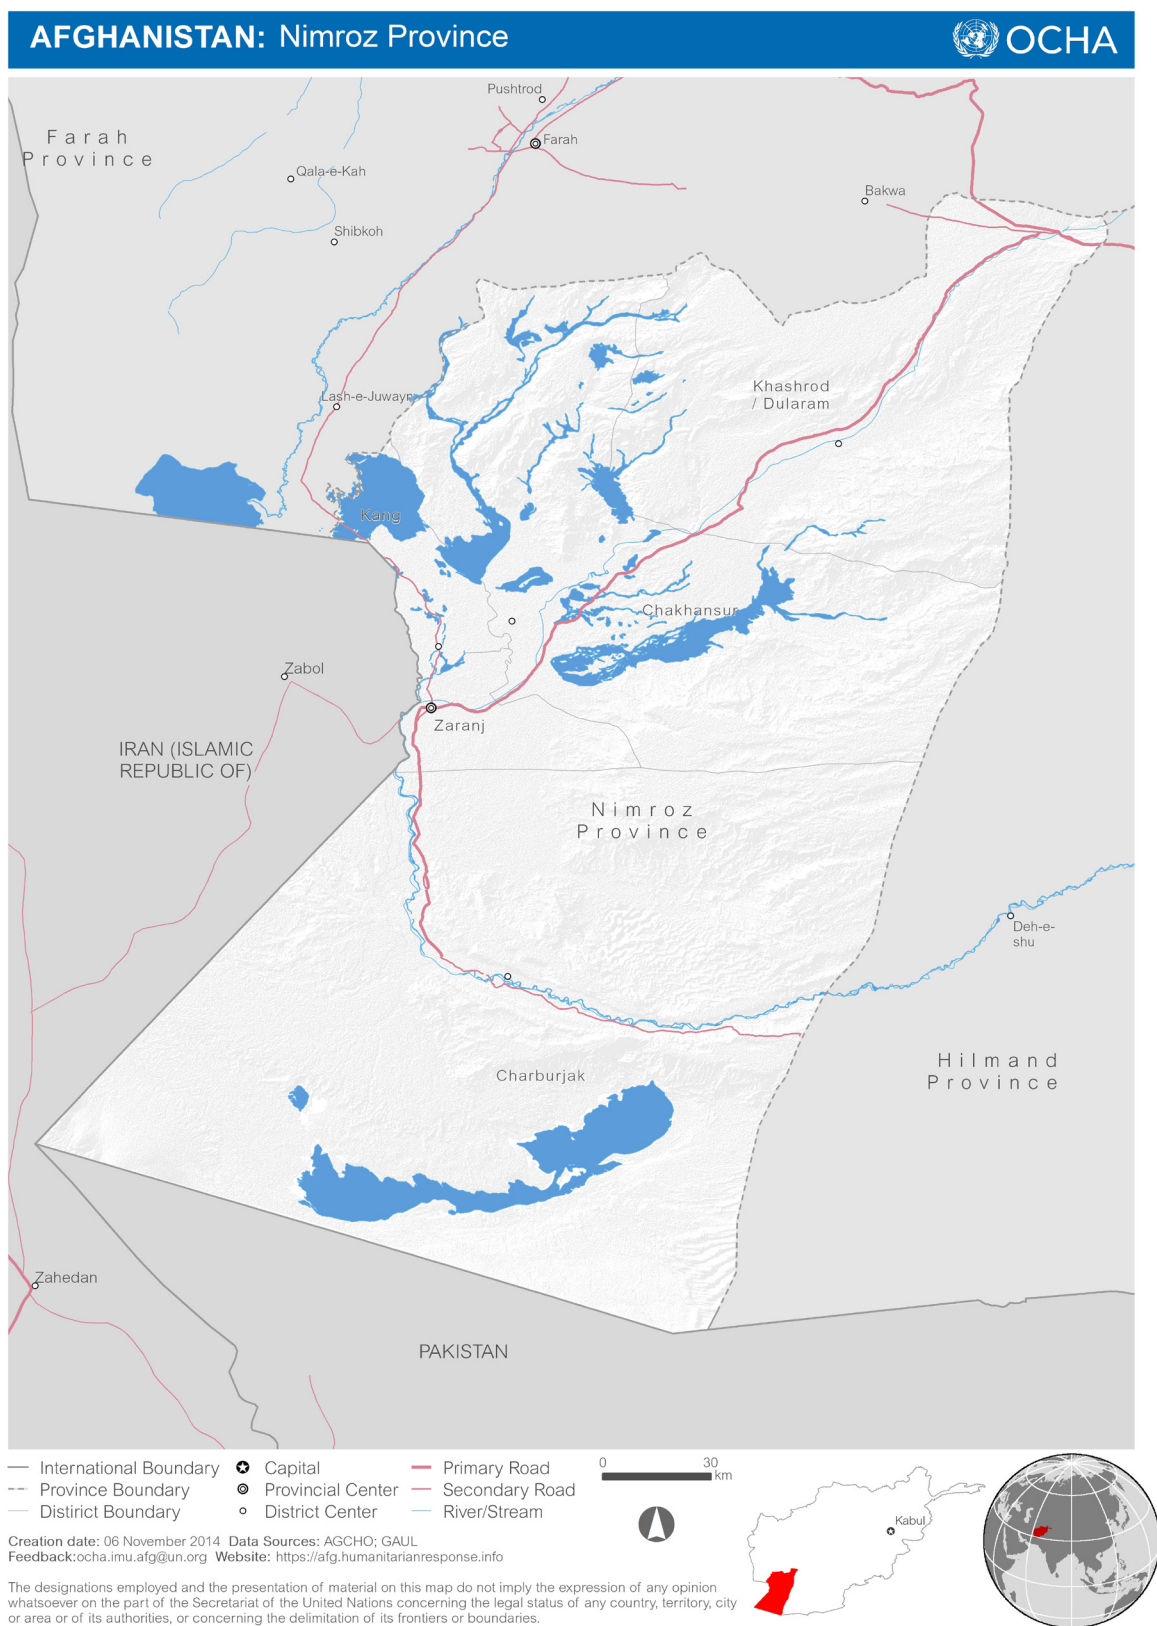 AFGHANISTAN: Nimroz Province
OCHA
Pushtrod
Farah
Farah
Province
Qala-e-Kah
Bakwa
Shibkoh
Khashrod
/ Dularam
Lash-e-Juwayn
Kang
Chakhansur
Zabol
Zaranj
IRAN (ISLAMIC
REPUBLIC OF)
Nimroz
Province
Deh-e-
shu
Hilmand
Province
Charburjak
Zahedan
PAKISTAN
International Boundary
Province Boundary
Distirict Boundary
Capital
Provincial Center
District Center
Primary Road
Secondary Road
River/Stream
0 30
km
Kabul
Creation date: 06 November 2014 Data Sources: AGCHO; GAUL
Feedback:ocha.imu.afg@un.org Website: https://afg.humanitarianresponse.info
The designations employed and the presentation of material on this map do not imply the expression of any opinion
whatsoever on the part of the Secretariat of the United Nations concerning the legal status of any country, territory, city
or area or of its authorities, or concerning the delimitation of its frontiers or boundaries.